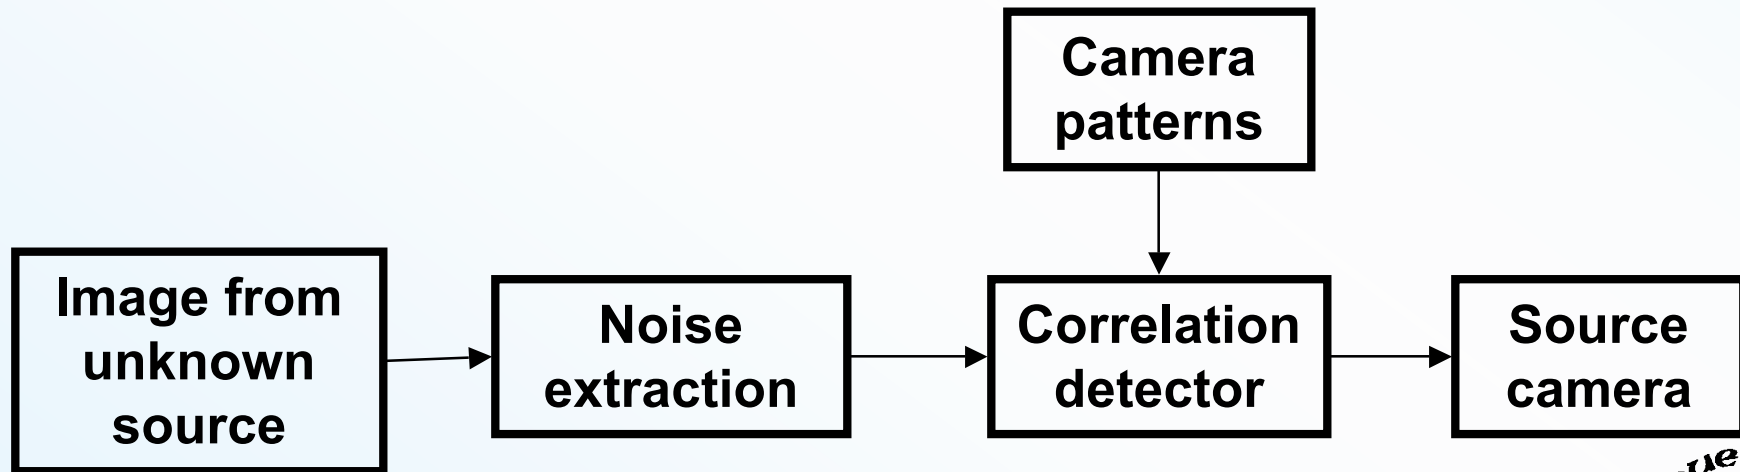 Camera
patterns
Image from
unknown
source
Noise
extraction
Correlation
detector
Source
camera